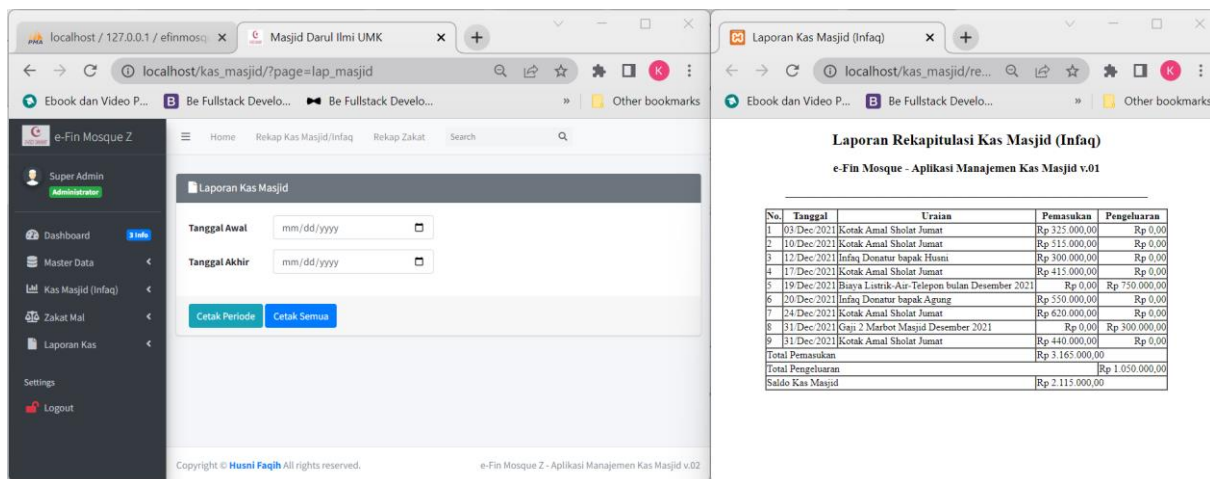 localhost / 127.0.0.1 / efinmosq
Masjid Darul Ilmi UMK
localhost/kas_masjid/?page=lap_masjid
K
Ebook dan Video P...
B Be Fullstack Develo...
Be Fullstack Develo...
»
Other bookmarks
e-Fin Mosque Z
Home
Rekap Kas Masjid/Infaq
Rekap Zakat
Search
Super Admin
Administrator
Dashboard
3 Info
Master Data
Kas Masjid (Infaq)
Zakat Mal
Laporan Kas
Settings
Logout
Laporan Kas Masjid
Tanggal Awal
mm/dd/yyyy
Tanggal Akhir
mm/dd/yyyy
Cetak Periode
Cetak Semua
Copyright © Husni Faqih All rights reserved.
e-Fin Mosque Z - Aplikasi Manajemen Kas Masjid v.02
Laporan Kas Masjid (Infaq)
localhost/kas_masjid/re...
K
Ebook dan Video P...
B Be Fullstack Develo...
»
Other bookmarks
Laporan Rekapitulasi Kas Masjid (Infaq)
e-Fin Mosque - Aplikasi Manajemen Kas Masjid v.01
No. Tanggal Uraian Pemasukan Pengeluaran
1 03/Dec/2021 Kotak Amal Sholat Jumat Rp 325.000,00 Rp 0,00
2 10/Dec/2021 Kotak Amal Sholat Jumat Rp 515.000,00 Rp 0,00
3 12/Dec/2021 Infaq Donatur bapak Husni Rp 300.000,00 Rp 0,00
4 17/Dec/2021 Kotak Amal Sholat Jumat Rp 415.000,00 Rp 0,00
5 19/Dec/2021 Biaya Listrik-Air-Telepon bulan Desember 2021 Rp 0,00 Rp 750.000,00
6 20/Dec/2021 Infaq Donatur bapak Agung Rp 550.000,00 Rp 0,00
7 24/Dec/2021 Kotak Amal Sholat Jumat Rp 620.000,00 Rp 0,00
8 31/Dec/2021 Gaji 2 Marbot Masjid Desember 2021 Rp 0,00 Rp 300.000,00
9 31/Dec/2021 Kotak Amal Sholat Jumat Rp 440.000,00 Rp 0,00
Total Pemasukan Rp 3.165.000,00
Total Pengeluaran Rp 1.050.000,00
Saldo Kas Masjid Rp 2.115.000,00